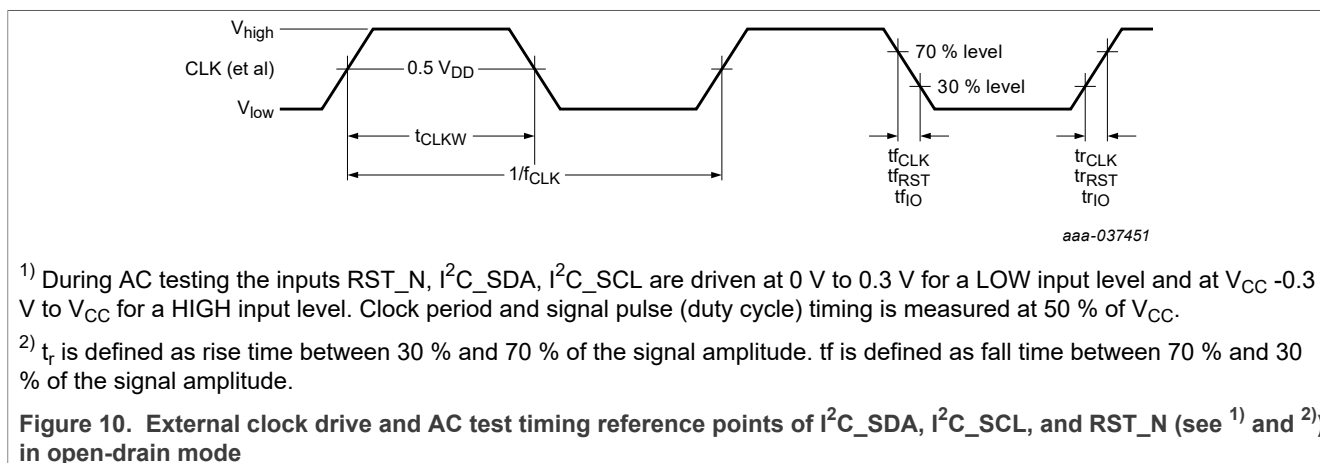 V_high
70 % level
CLK (et al)
0.5 V_DD
30 % level
V_low
t_CLKW
1/f_CLK
tf_CLK
tf_RST
tf_IO
tr_CLK
tr_RST
tr_IO
aaa-037451
1) During AC testing the inputs RST_N, I²C_SDA, I²C_SCL are driven at 0 V to 0.3 V for a LOW input level and at V_CC -0.3
V to V_CC for a HIGH input level. Clock period and signal pulse (duty cycle) timing is measured at 50 % of V_CC.
2) t_r is defined as rise time between 30 % and 70 % of the signal amplitude. tf is defined as fall time between 70 % and 30
% of the signal amplitude.
Figure 10. External clock drive and AC test timing reference points of I²C_SDA, I²C_SCL, and RST_N (see 1) and 2))
in open-drain mode